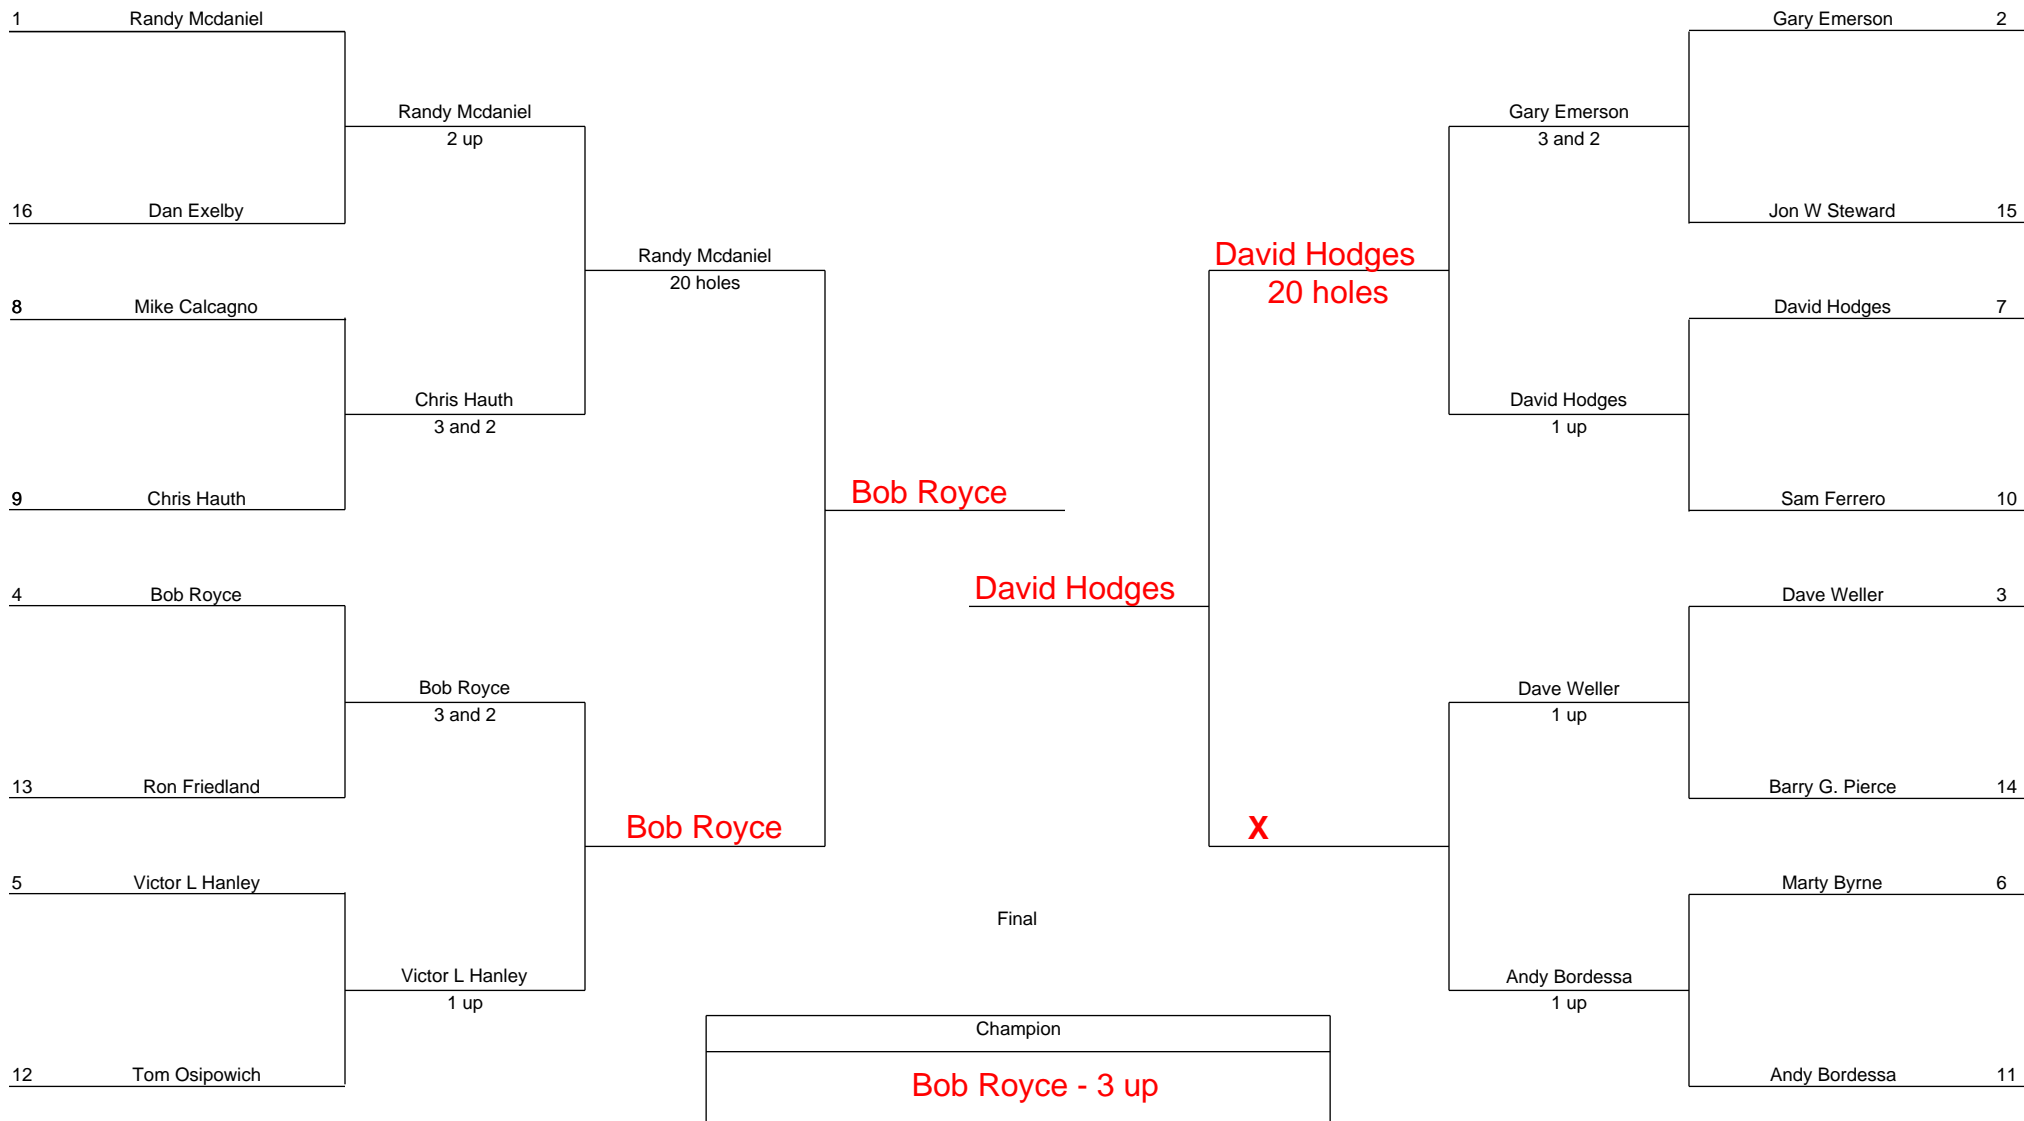 1 Randy Mcdaniel
Gary Emerson 2
Randy Mcdaniel
2 up
Gary Emerson
3 and 2
16 Dan Exelby
Jon W Steward 15
Randy Mcdaniel
20 holes
David Hodges
20 holes
8 Mike Calcagno
David Hodges 7
Chris Hauth
3 and 2
David Hodges
1 up
9 Chris Hauth
Bob Royce
Sam Ferrero 10
4 Bob Royce
David Hodges
Dave Weller 3
Bob Royce
3 and 2
Dave Weller
1 up
13 Ron Friedland
Barry G. Pierce 14
Bob Royce
X
5 Victor L Hanley
Marty Byrne 6
Final
Victor L Hanley
1 up
Andy Bordessa
1 up
Champion
12 Tom Osipowich
Bob Royce - 3 up
Andy Bordessa 11